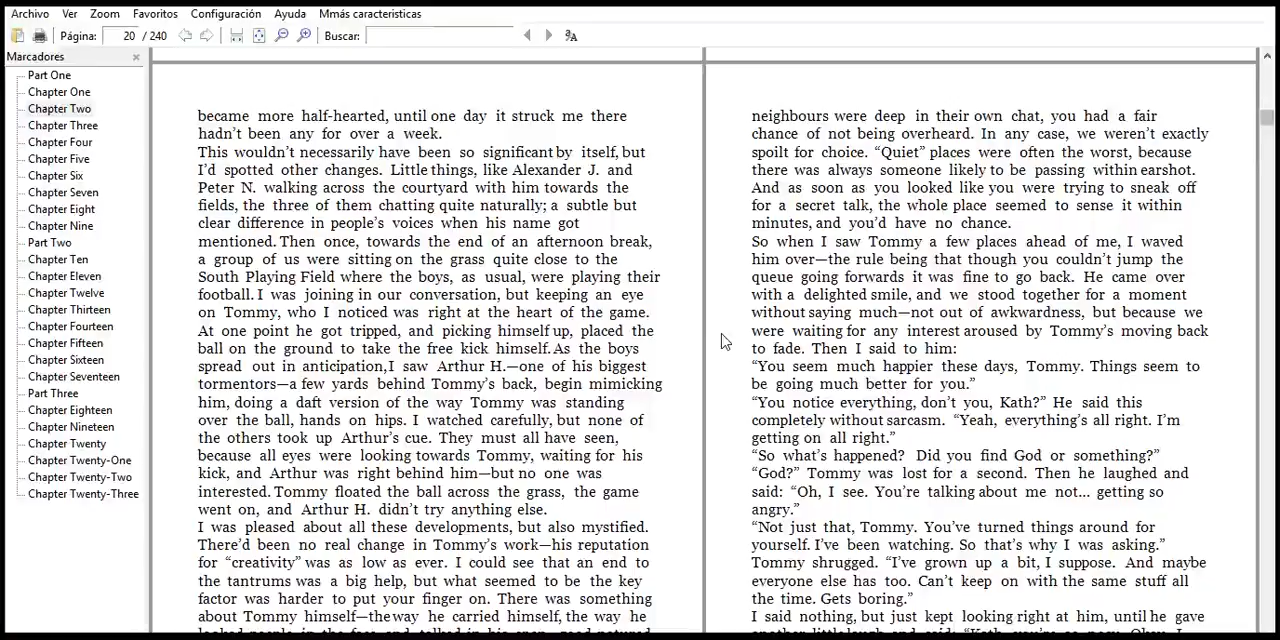 Archivo Ver Zoom Favoritos Configuración Ayuda Mmás caracteristicas
Página: 20 / 240 Buscar:
Marcadores
Part One
Chapter One
Chapter Two
Chapter Three
Chapter Four
Chapter Five
Chapter Six
Chapter Seven
Chapter Eight
Chapter Nine
Part Two
Chapter Ten
Chapter Eleven
Chapter Twelve
Chapter Thirteen
Chapter Fourteen
Chapter Fifteen
Chapter Sixteen
Chapter Seventeen
Part Three
Chapter Eighteen
Chapter Nineteen
Chapter Twenty
Chapter Twenty-One
Chapter Twenty-Two
Chapter Twenty-Three
became more half-hearted, until one day it struck me there
hadn’t been any for over a week.
This wouldn’t necessarily have been so significant by itself, but
I’d spotted other changes. Little things, like Alexander J. and
Peter N. walking across the courtyard with him towards the
fields, the three of them chatting quite naturally; a subtle but
clear difference in people’s voices when his name got
mentioned. Then once, towards the end of an afternoon break,
a group of us were sitting on the grass quite close to the
South Playing Field where the boys, as usual, were playing their
football. I was joining in our conversation, but keeping an eye
on Tommy, who I noticed was right at the heart of the game.
At one point he got tripped, and picking himself up, placed the
ball on the ground to take the free kick himself. As the boys
spread out in anticipation, I saw Arthur H.—one of his biggest
tormentors—a few yards behind Tommy’s back, begin mimicking
him, doing a daft version of the way Tommy was standing
over the ball, hands on hips. I watched carefully, but none of
the others took up Arthur’s cue. They must all have seen,
because all eyes were looking towards Tommy, waiting for his
kick, and Arthur was right behind him—but no one was
interested. Tommy floated the ball across the grass, the game
went on, and Arthur H. didn’t try anything else.
I was pleased about all these developments, but also mystified.
There’d been no real change in Tommy’s work—his reputation
for “creativity” was as low as ever. I could see that an end to
the tantrums was a big help, but what seemed to be the key
factor was harder to put your finger on. There was something
about Tommy himself—the way he carried himself, the way he
neighbours were deep in their own chat, you had a fair
chance of not being overheard. In any case, we weren’t exactly
spoilt for choice. “Quiet” places were often the worst, because
there was always someone likely to be passing within earshot.
And as soon as you looked like you were trying to sneak off
for a secret talk, the whole place seemed to sense it within
minutes, and you’d have no chance.
So when I saw Tommy a few places ahead of me, I waved
him over—the rule being that though you couldn’t jump the
queue going forwards it was fine to go back. He came over
with a delighted smile, and we stood together for a moment
without saying much—not out of awkwardness, but because we
were waiting for any interest aroused by Tommy’s moving back
to fade. Then I said to him:
“You seem much happier these days, Tommy. Things seem to
be going much better for you.”
“You notice everything, don’t you, Kath?” He said this
completely without sarcasm. “Yeah, everything’s all right. I’m
getting on all right.”
“So what’s happened? Did you find God or something?”
“God?” Tommy was lost for a second. Then he laughed and
said: “Oh, I see. You’re talking about me not... getting so
angry.”
“Not just that, Tommy. You’ve turned things around for
yourself. I’ve been watching. So that’s why I was asking.”
Tommy shrugged. “I’ve grown up a bit, I suppose. And maybe
everyone else has too. Can’t keep on with the same stuff all
the time. Gets boring.”
I said nothing, but just kept looking right at him, until he gave